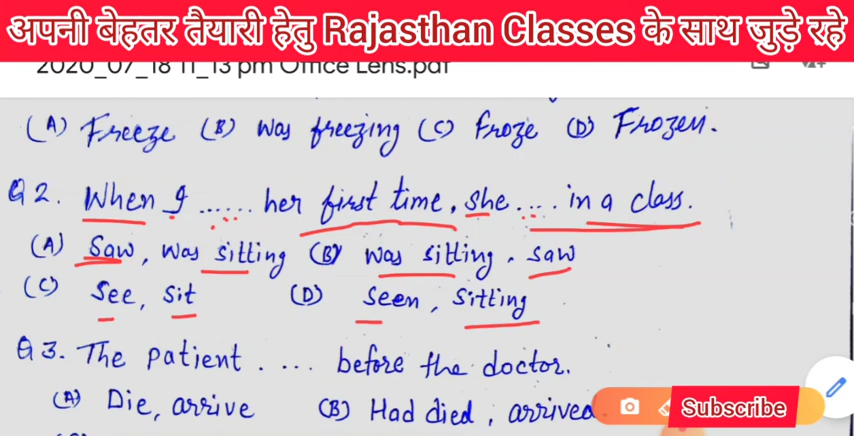 अपनी बेहतर तैयारी हेतु Rajasthan Classes के साथ जुड़े रहे
2020_07_18 11_13 pm Office Lens.pdf
(A) Freeze (B) was freezing (C) froze (D) Frozen.
Q2. When I ...... her first time, she .... in a class.
(A) Saw, was sitting (B) was sitting, saw
(C) See, sit (D) seen, sitting
Q3. The patient . ... before the doctor.
(A) Die, arrive (B) Had died, arrived
Subscribe